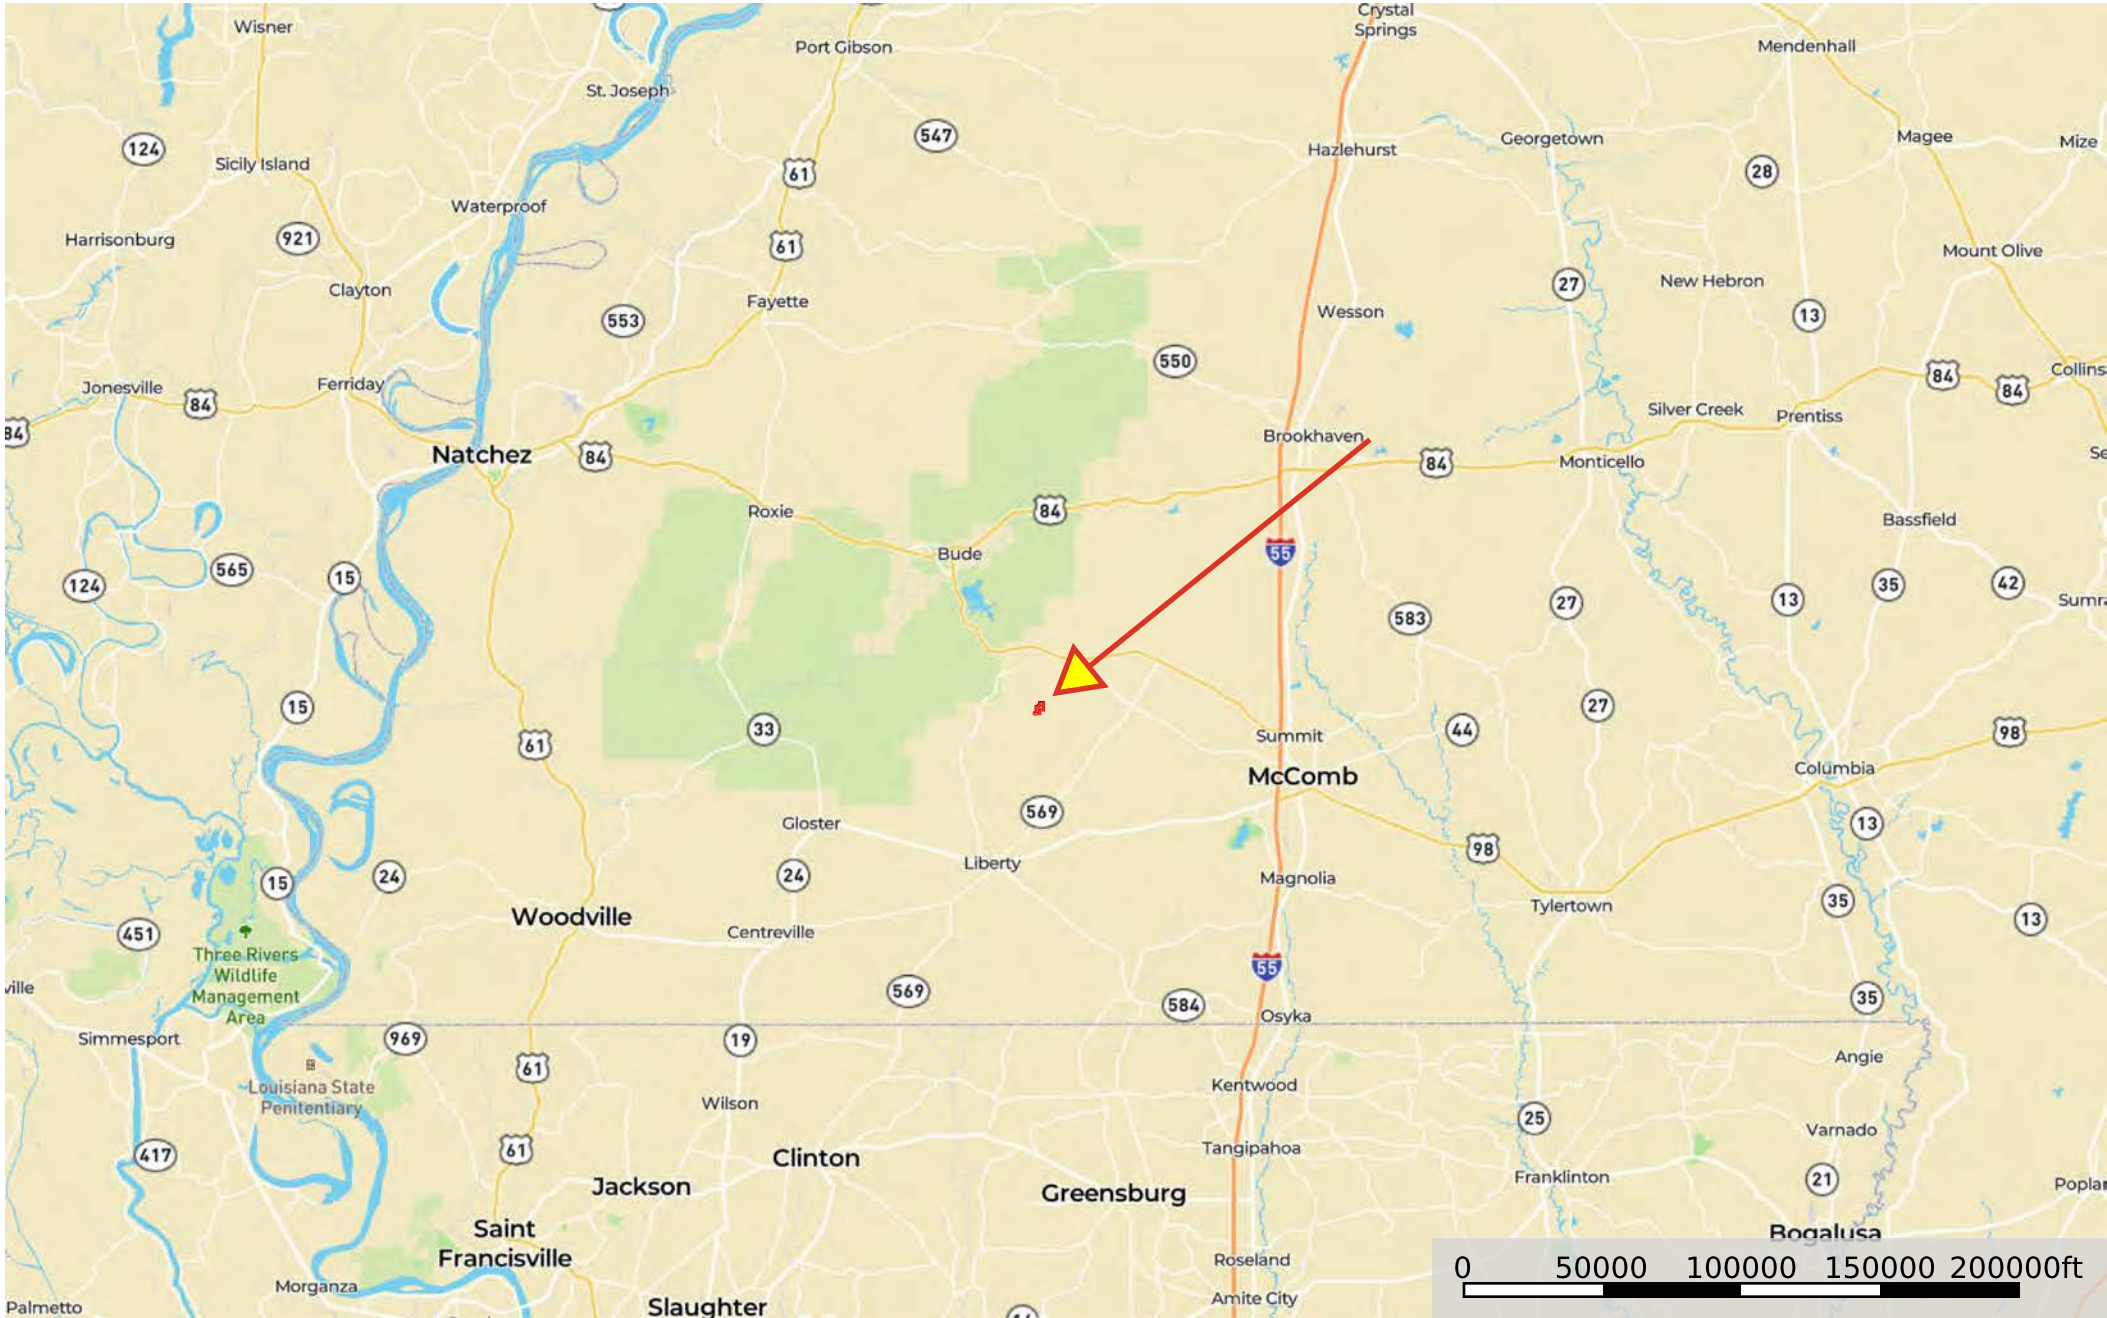 Crystal
Springs
Wisner
Port Gibson
Mendenhall
St. Joseph
547
Georgetown
Magee
Mize
124
Hazlehurst
Sicily Island
61
28
Waterproof
Harrisonburg
921
61
Mount Olive
Clayton
27
New Hebron
Fayette
553
Wesson
13
550
Collins
84
84
Jonesville
84
Ferriday
Silver Creek
Prentiss
84
Brookhaven
Natchez
84
84
Monticello
Se
Roxie
84
Bassfield
Bude
55
565
15
124
13
35
42
27
Sumra
583
15
27
33
44
61
Summit
98
McComb
Columbia
569
Gloster
13
98
Liberty
15
24
24
Magnolia
35
Woodville
Tylertown
13
451
Centreville
Three Rivers
Wildlife
Management
Area
55
ville
569
584
35
Osyka
Simmesport
969
19
61
Angie
Louisiana State
Penitentiary
Kentwood
Wilson
25
Varnado
61
417
Tangipahoa
Clinton
Franklinton
21
Jackson
Greensburg
Poplar
Saint
Francisville
Bogalusa
Roseland
0 50000 100000 150000 200000ft
Morganza
Amite City
Palmetto
Slaughter